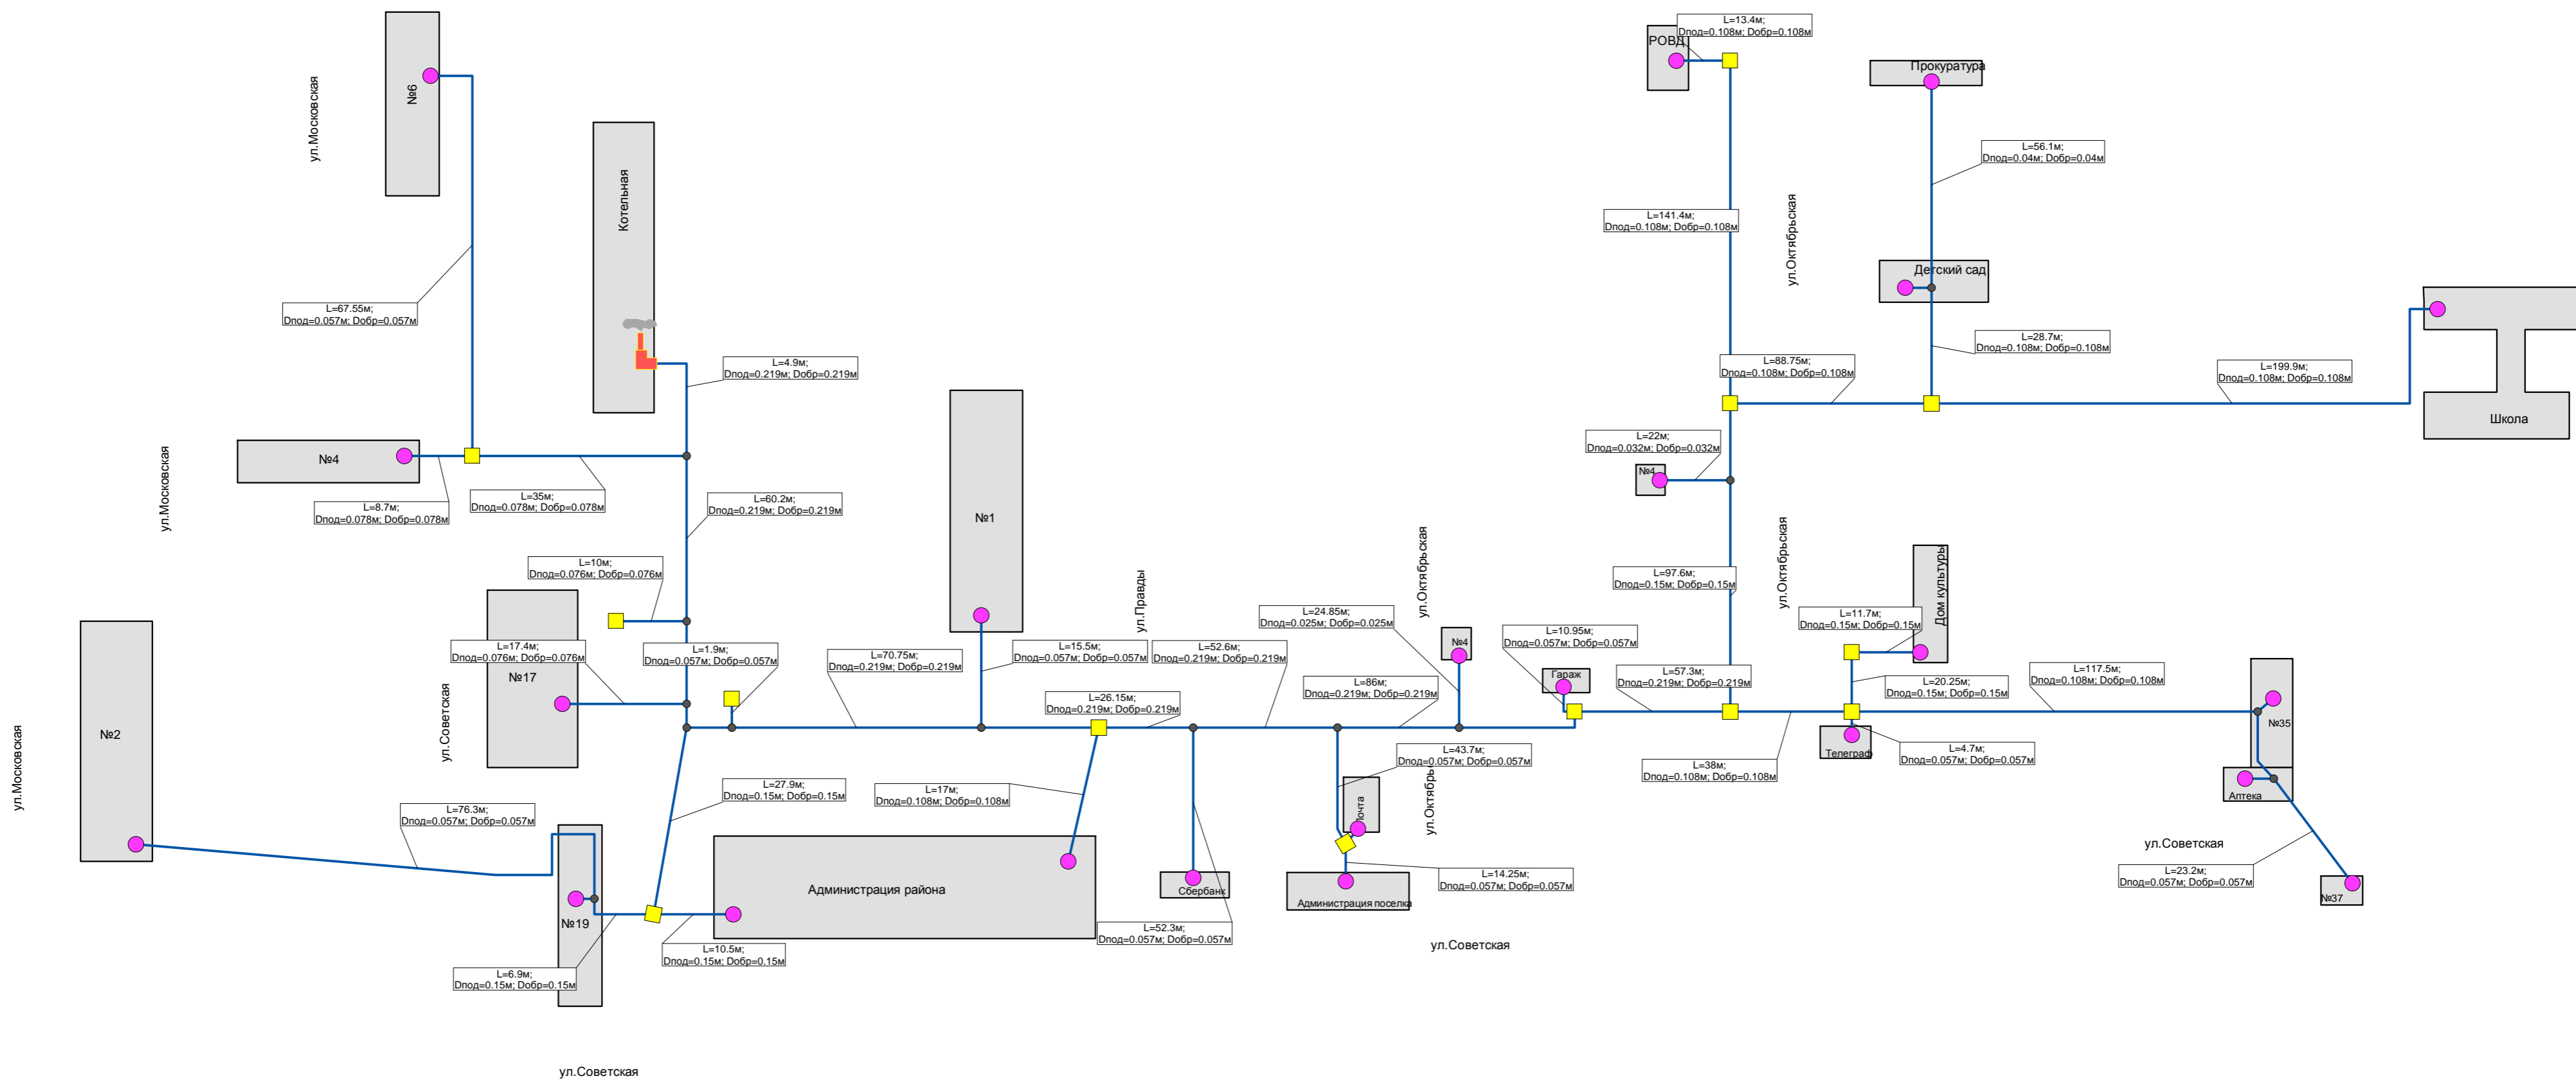 L=13.4м;
Dпод=0.108м; Dобр=0.108м
РОВД
Прокуратура
№6
ул.Московская
Котельная
L=56.1м;
Dпод=0.04м; Dобр=0.04м
L=141.4м;
Dпод=0.108м; Dобр=0.108м
ул.Октябрьская
Детский сад
L=67.55м;
Dпод=0.057м; Dобр=0.057м
L=4.9м;
Dпод=0.219м; Dобр=0.219м
L=28.7м;
Dпод=0.108м; Dобр=0.108м
L=88.75м;
Dпод=0.108м; Dобр=0.108м
L=199.9м;
Dпод=0.108м; Dобр=0.108м
Школа
№4
ул.Московская
L=8.7м;
Dпод=0.078м; Dобр=0.078м
L=35м;
Dпод=0.078м; Dобр=0.078м
L=60.2м;
Dпод=0.219м; Dобр=0.219м
№1
L=22м;
Dпод=0.032м; Dобр=0.032м
№4
L=10м;
Dпод=0.076м; Dобр=0.076м
ул.Правды
ул.Октябрьская
L=97.6м;
Dпод=0.15м; Dобр=0.15м
ул.Октябрьская
Дом культуры
L=11.7м;
Dпод=0.15м; Dобр=0.15м
L=17.4м;
Dпод=0.076м; Dобр=0.076м
№17
L=1.9м;
Dпод=0.057м; Dобр=0.057м
L=70.75м;
Dпод=0.219м; Dобр=0.219м
L=15.5м;
Dпод=0.057м; Dобр=0.057м
L=52.6м;
Dпод=0.219м; Dобр=0.219м
L=24.85м;
Dпод=0.025м; Dобр=0.025м
№4
L=10.95м;
Dпод=0.057м; Dобр=0.057м
Гараж
L=57.3м;
Dпод=0.219м; Dобр=0.219м
L=20.25м;
Dпод=0.15м; Dобр=0.15м
L=117.5м;
Dпод=0.108м; Dобр=0.108м
L=26.15м;
Dпод=0.219м; Dобр=0.219м
L=86м;
Dпод=0.219м; Dобр=0.219м
№35
№2
ул.Московская
ул.Советская
L=43.7м;
Dпод=0.057м; Dобр=0.057м
L=38м;
Dпод=0.108м; Dобр=0.108м
Телеграф
L=4.7м;
Dпод=0.057м; Dобр=0.057м
Аптека
L=76.3м;
Dпод=0.057м; Dобр=0.057м
L=27.9м;
Dпод=0.15м; Dобр=0.15м
L=17м;
Dпод=0.108м; Dобр=0.108м
Почта
ул.Октябрь
ул.Советская
L=14.25м;
Dпод=0.057м; Dобр=0.057м
L=23.2м;
Dпод=0.057м; Dобр=0.057м
№37
Администрация района
Сбербанк
Администрация поселка
№19
L=52.3м;
Dпод=0.057м; Dобр=0.057м
ул.Советская
L=10.5м;
Dпод=0.15м; Dобр=0.15м
L=6.9м;
Dпод=0.15м; Dобр=0.15м
ул.Советская